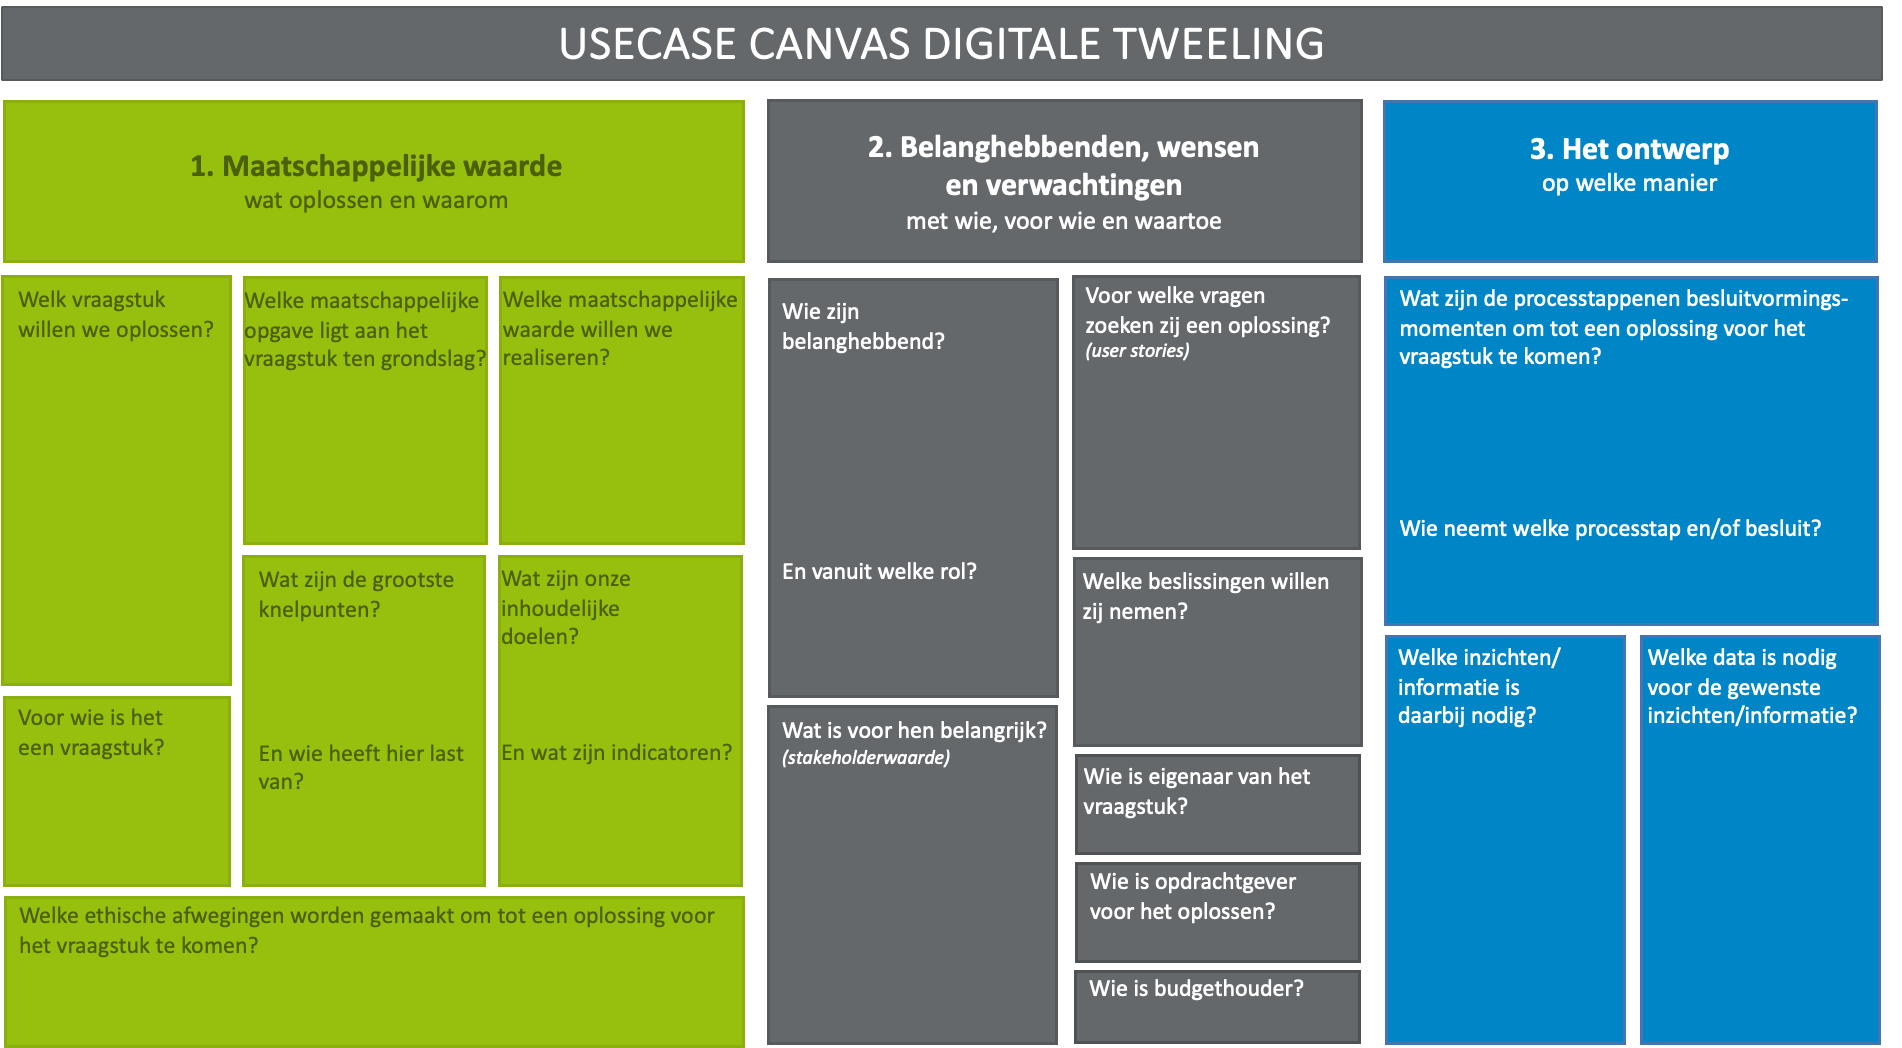 USECASE CANVAS DIGITALE TWEELING
1. Maatschappelijke waarde
wat oplossen en waarom
Welk vraagstuk
willen we oplossen?
Welke maatschappelijke
opgave ligt aan het
vraagstuk ten grondslag?
Welke maatschappelijke
waarde willen we
realiseren?
Wat zijn de grootste
knelpunten?
En wie heeft hier last
van?
Wat zijn onze
inhoudelijke
doelen?
En wat zijn indicatoren?
Voor wie is het
een vraagstuk?
Welke ethische afwegingen worden gemaakt om tot een oplossing voor
het vraagstuk te komen?
2. Belanghebbenden, wensen
en verwachtingen
met wie, voor wie en waartoe
Wie zijn
belanghebbend?
En vanuit welke rol?
Wat is voor hen belangrijk?
(stakeholderwaarde)
Voor welke vragen
zoeken zij een oplossing?
(user stories)
Welke beslissingen willen
zij nemen?
Wie is eigenaar van het
vraagstuk?
Wie is opdrachtgever
voor het oplossen?
Wie is budgethouder?
3. Het ontwerp
op welke manier
Wat zijn de processtappenen besluitvormings-
momenten om tot een oplossing voor het
vraagstuk te komen?
Wie neemt welke processtap en/of besluit?
Welke inzichten/
informatie is
daarbij nodig?
Welke data is nodig
voor de gewenste
inzichten/informatie?